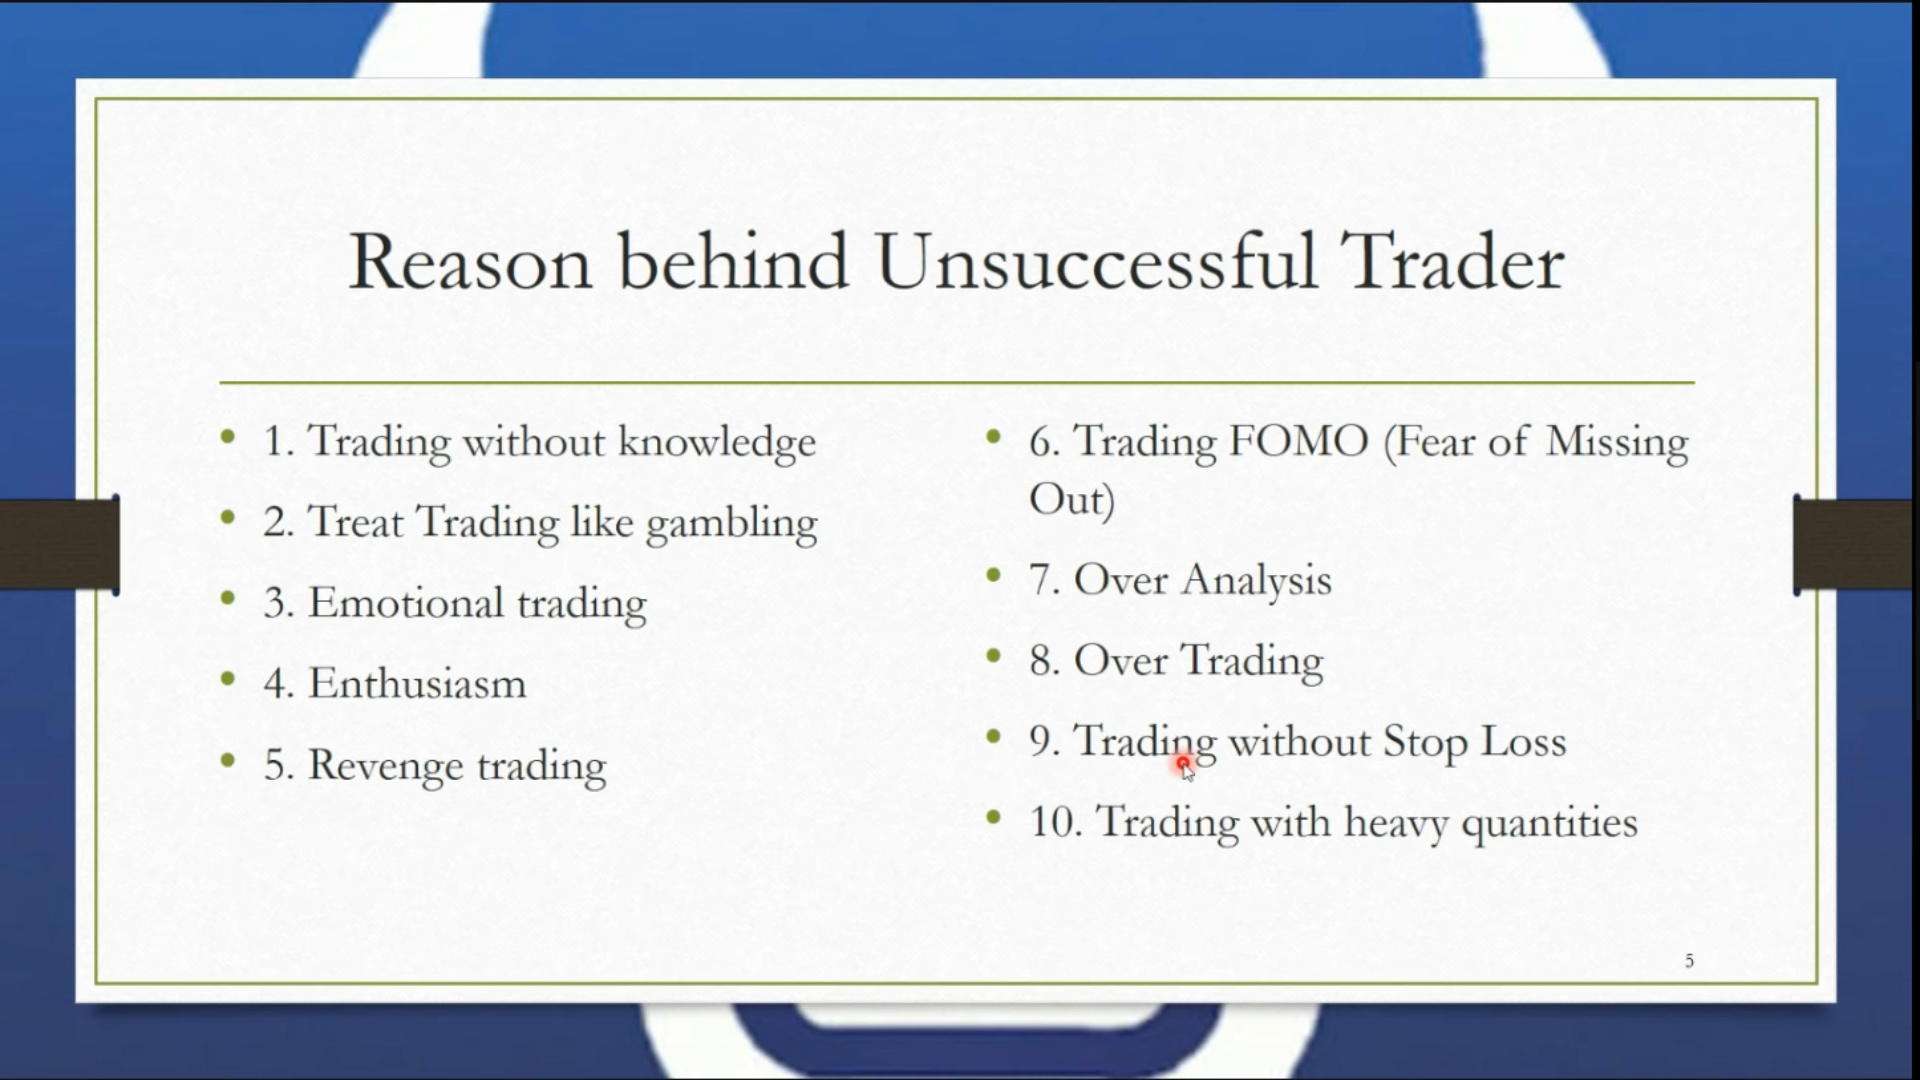 Reason behind Unsuccessful Trader
• 1. Trading without knowledge
• 2. Treat Trading like gambling
• 3. Emotional trading
• 4. Enthusiasm
• 5. Revenge trading
• 6. Trading FOMO (Fear of Missing
Out)
• 7. Over Analysis
• 8. Over Trading
• 9. Trading without Stop Loss
• 10. Trading with heavy quantities
5